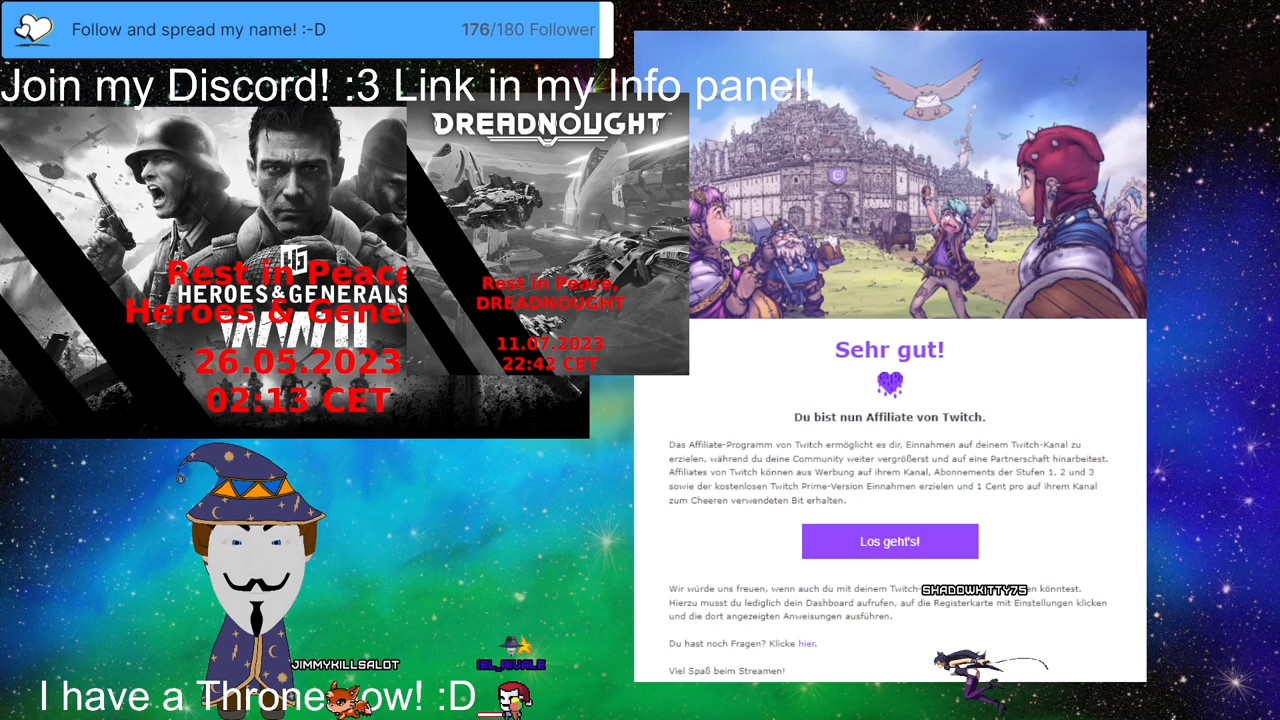 Follow and spread my name! :-D
176/180 Follower
Join my Discord! :3 Link in my Info panel!
DREADNOUGHT
HEROES & GENERALS
WWII
Rest in Peace
Heroes &
26.05.2023
02:13 CET
Rest in Peace,
DREADNOUGHT
11.07.2023
22:42 CET
Sehr gut!
Du bist nun Affiliate von Twitch.
Das Affiliate-Programm von Twitch ermöglicht es dir, Einnahmen auf deinem Twitch-Kanal zu
erzielen, während du deine Community weiter vergrößerst und auf eine Partnerschaft hinarbeitest.
Affiliates von Twitch können aus Werbung auf ihrem Kanal, Abonnements der Stufen 1, 2 und 3
sowie der kostenlosen Twitch Prime-Version Einnahmen erzielen und 1 Cent pro auf ihrem Kanal
zum Cheeren verwendeten Bit erhalten.
Los geht's!
Wir würde uns freuen, wenn auch du mit deinem Twitch- en könntest.
SHADOWKITTY75
Hierzu musst du lediglich dein Dashboard aufrufen, auf die Registerkarte mit Einstellungen klicken
und die dort angezeigten Anweisungen ausführen.
Du hast noch Fragen? Klicke hier.
Viel Spaß beim Streamen!
JIMMYKILLSALOT
IEL_RIVALE
I have a Throne ow! :D